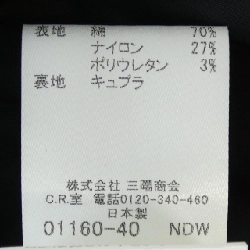 表地 綿 70%
ナイロン 27%
ポリウレタン 3%
裏地 キュプラ
株式会社 三陽商会
C.R.室 電話0120-340-460
日本製
01160-40 NDW